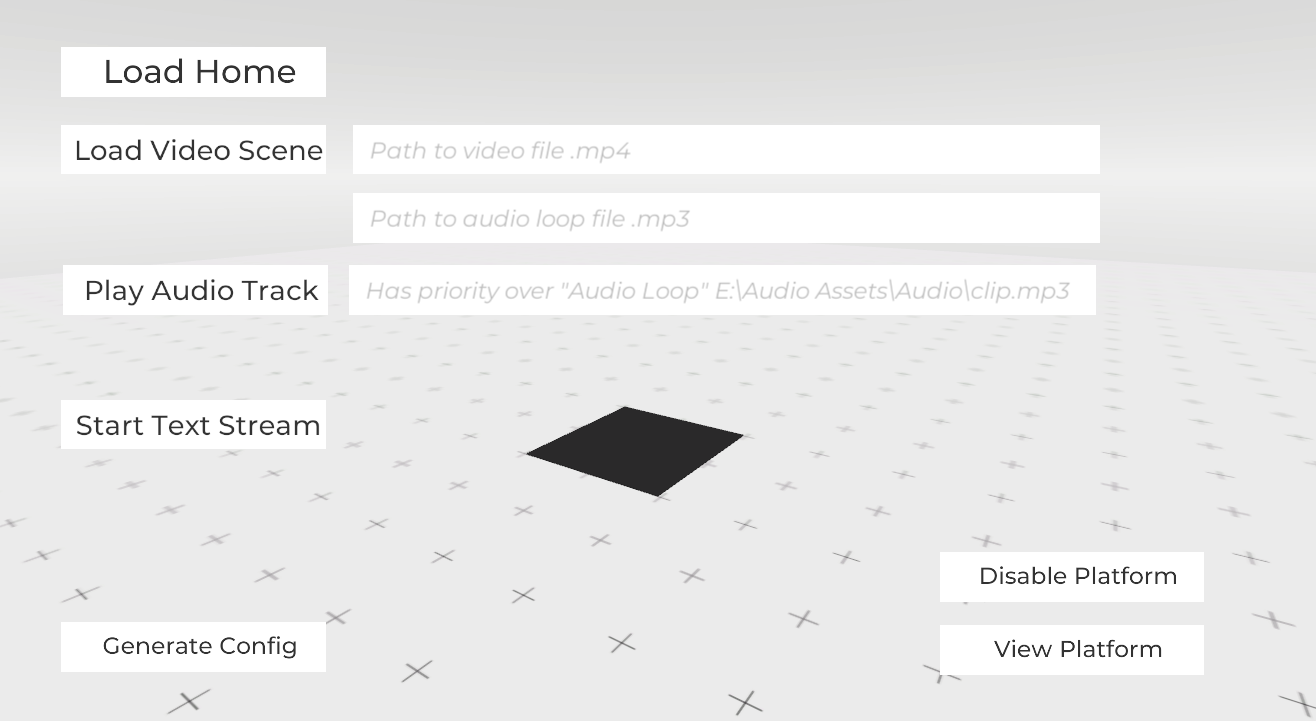 Load Home
Load Video Scene
Path to video file .mp4
Path to audio loop file .mp3
Play Audio Track
Has priority over "Audio Loop" E:\Audio Assets\Audio\clip.mp3
Start Text Stream
Disable Platform
Generate Config
View Platform